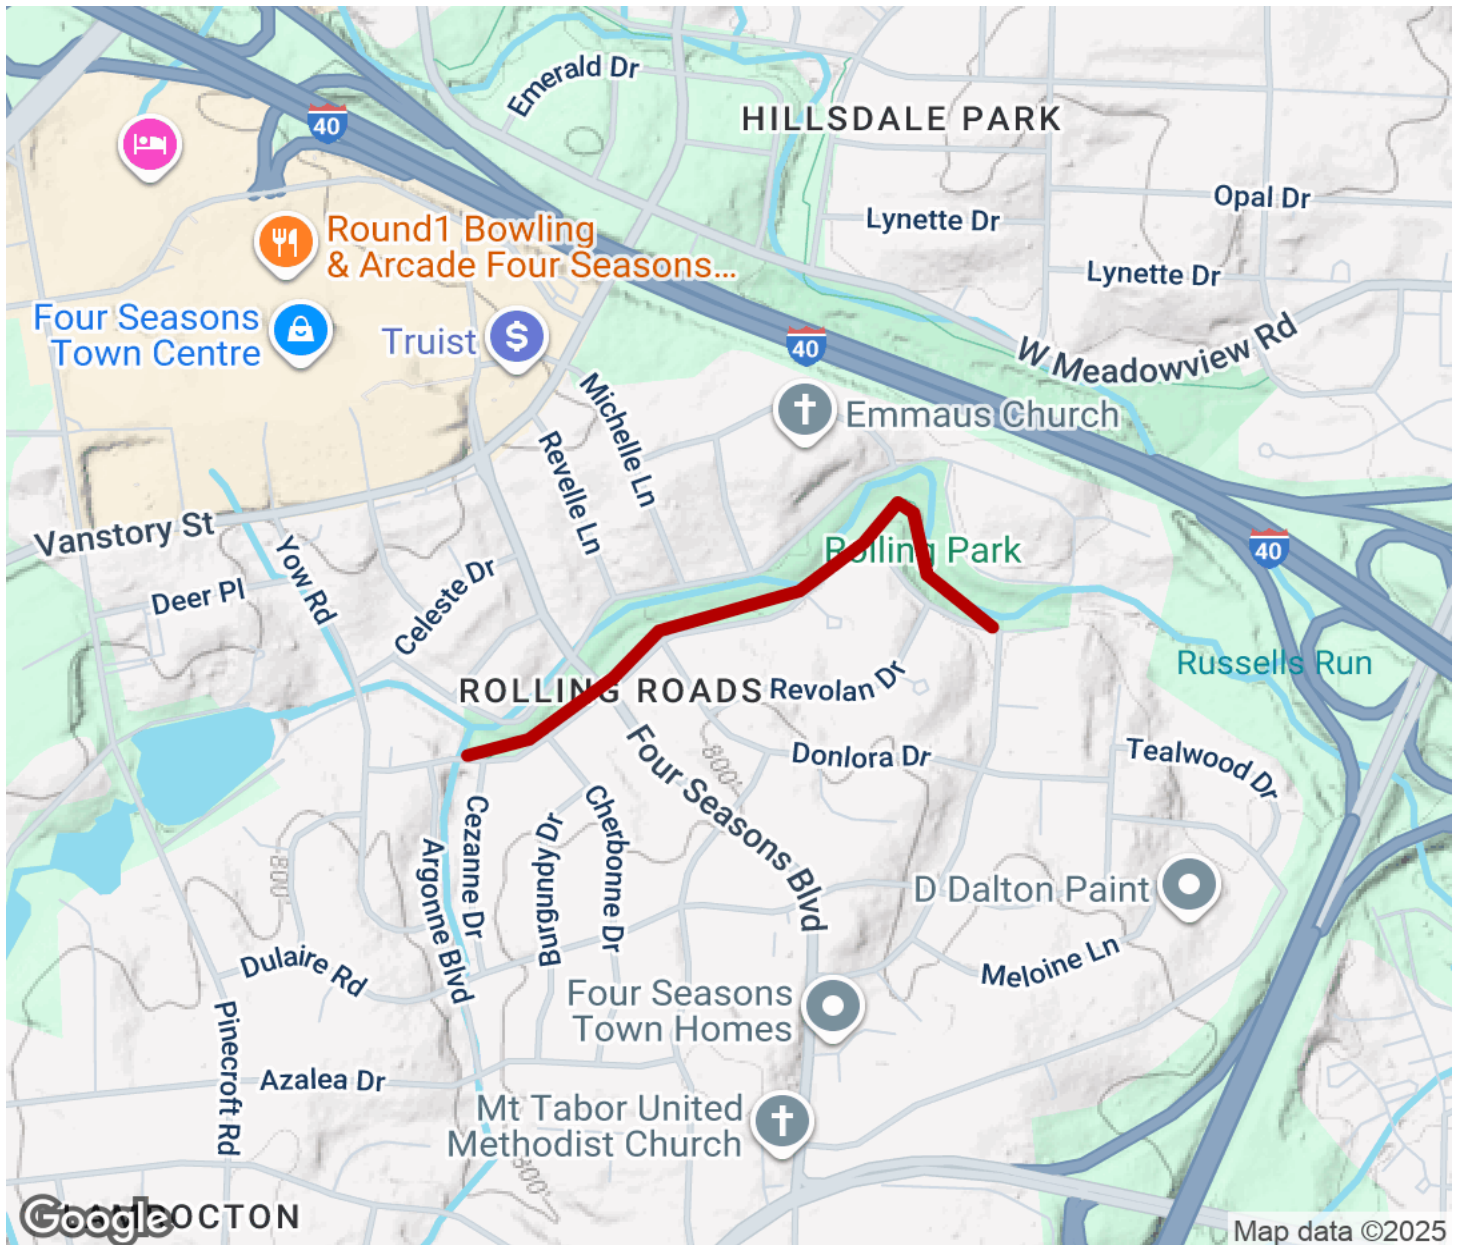 Emerald Dr
HILLSDALE PARK
40
Opal Dr
Lynette Dr
Round1 Bowling
& Arcade Four Seasons...
Lynette Dr
Four Seasons
Town Centre
Truist
40
W Meadowview Rd
Michelle Ln
Emmaus Church
Revelle Ln
Vanstory St
40
Yow Rd
Rolling Park
Deer Pl
Celeste Dr
Russells Run
ROLLING ROADS
Revolan Dr
Four Seasons Blvd
800'
Donlora Dr
Tealwood Dr
Cezanne Dr
Cherbonne Dr
Burgundy Dr
Argonne Blvd
800'
D Dalton Paint
Dulaire Rd
Meloine Ln
Four Seasons
Town Homes
Pinecroft Rd
Azalea Dr
Mt Tabor United
Methodist Church
800'
Google
Map data ©2025